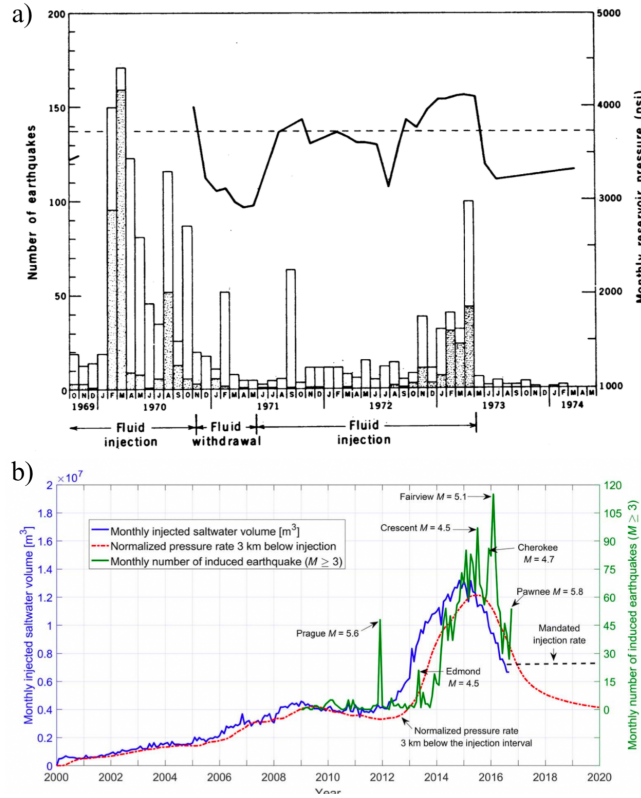 a)
200
150
100
50
0
Number of earthquakes
5000
4000
3000
2000
1000
Monthly reservoir pressure (psi)
O N D J F M A M J J A S O N D J F M A M J J A S O N D J F M A M J J A S O N D J F M A M J J A S O N D J F M A M
1969 1970 1971 1972 1973 1974
Fluid injection
Fluid withdrawal
Fluid injection
b)
×10⁷
2
1.8
1.6
1.4
1.2
1
0.8
0.6
0.4
0.2
0
Monthly injected saltwater volume [m³]
Monthly injected saltwater volume [m³]
Normalized pressure rate 3 km below injection
Monthly number of induced earthquake (M ≥ 3)
Fairview M = 5.1
Crescent M = 4.5
Cherokee
M = 4.7
Pawnee M = 5.8
Prague M = 5.6
Mandated
injection rate
Edmond
M = 4.5
Normalized pressure rate
3 km below the injection interval
120
105
90
75
60
45
30
15
0
Monthly number of induced earthquakes (M ≥ 3)
2000 2002 2004 2006 2008 2010 2012 2014 2016 2018 2020
Year